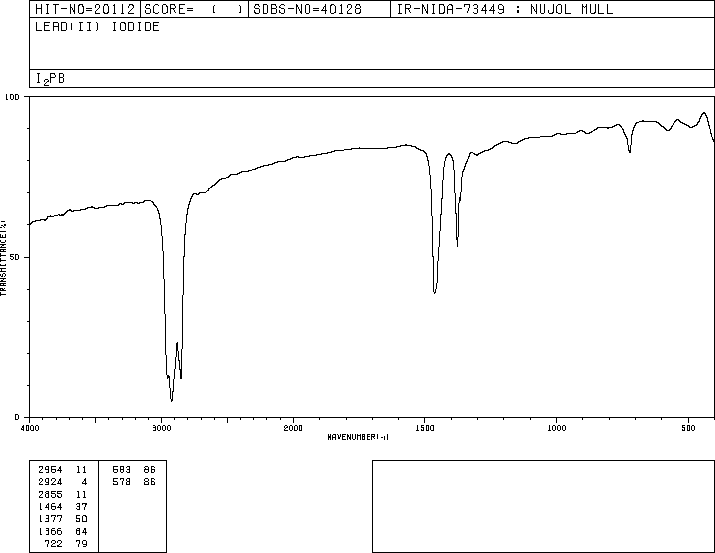 HIT-NO=20112 SCORE= ( ) SDBS-NO=40128 IR-NIDA-73449 : NUJOL MULL
LEAD(II) IODIDE
I2PB
100
50
0
TRANSMITTANCE(%)
4000 3000 2000 1500 1000 500
WAVENUMBER(-1)
2954 11 583 86
2924 4 578 86
2855 11
1464 37
1377 50
1366 64
722 79